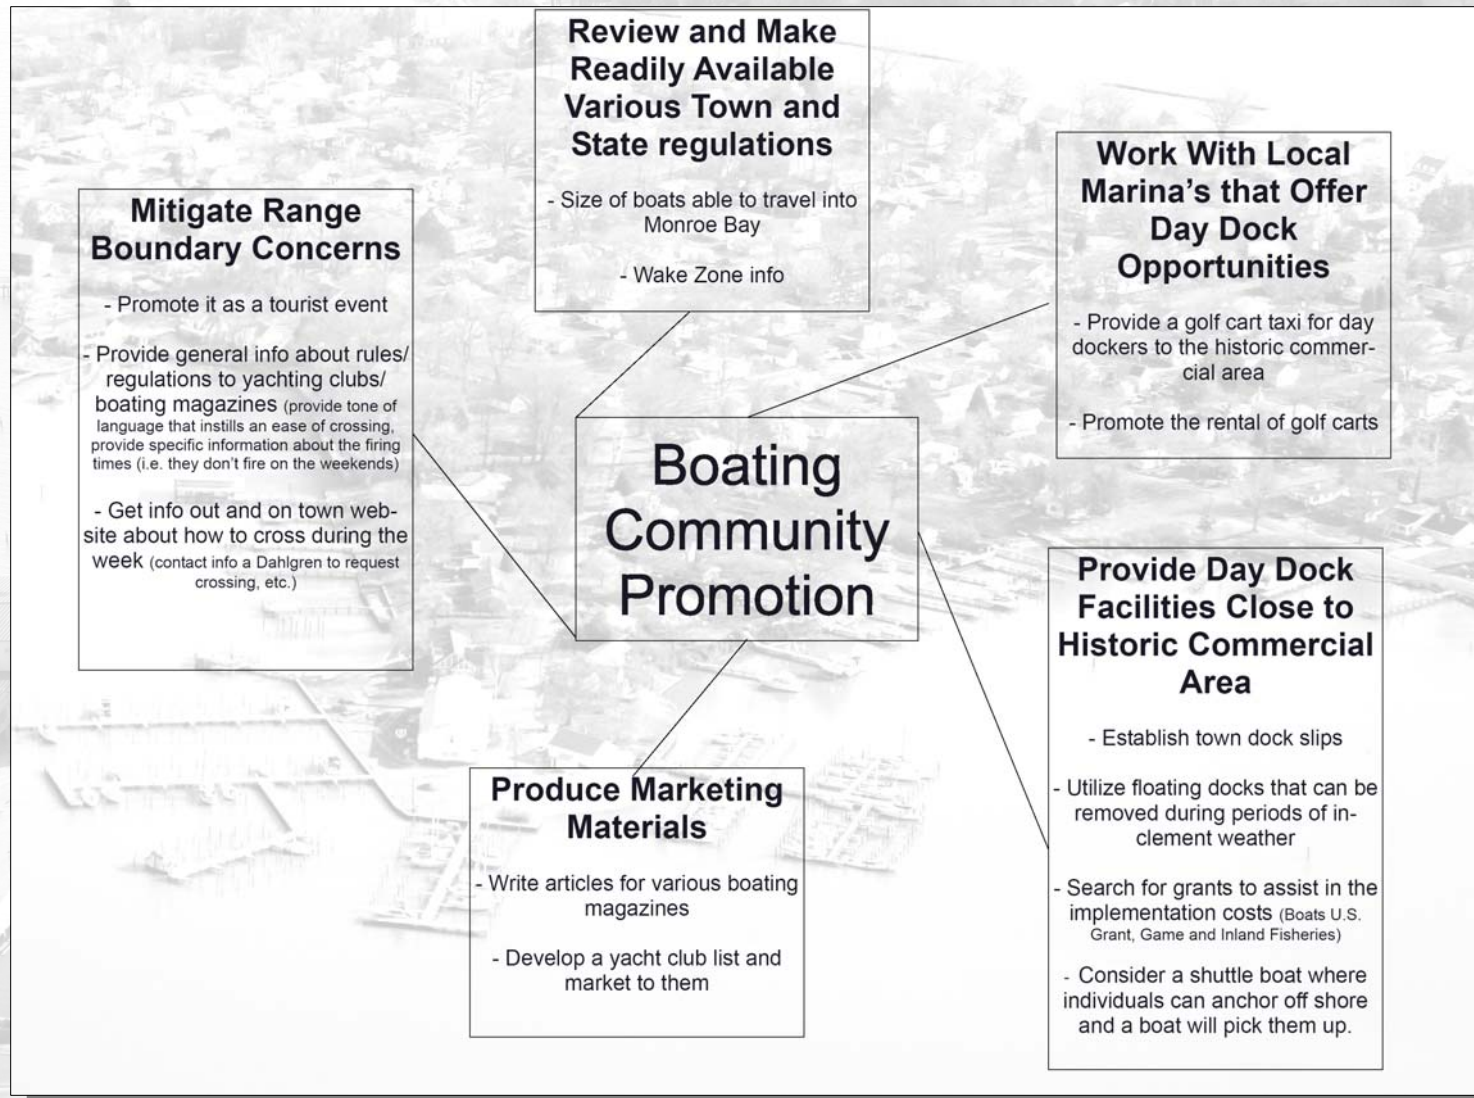 Review and Make
Readily Available
Various Town and
State regulations
- Size of boats able to travel into
Monroe Bay
- Wake Zone info
Work With Local
Marina's that Offer
Day Dock
Opportunities
- Provide a golf cart taxi for day
dockers to the historic commer-
cial area
- Promote the rental of golf carts
Mitigate Range
Boundary Concerns
- Promote it as a tourist event
- Provide general info about rules/
regulations to yachting clubs/
boating magazines (provide tone of
language that instills an ease of crossing,
provide specific information about the firing
times (i.e. they don't fire on the weekends)
- Get info out and on town web-
site about how to cross during the
week (contact info a Dahlgren to request
crossing, etc.)
Boating
Community
Promotion
Provide Day Dock
Facilities Close to
Historic Commercial
Area
- Establish town dock slips
- Utilize floating docks that can be
removed during periods of in-
clement weather
- Search for grants to assist in the
implementation costs (Boats U.S.
Grant, Game and Inland Fisheries)
- Consider a shuttle boat where
individuals can anchor off shore
and a boat will pick them up.
Produce Marketing
Materials
- Write articles for various boating
magazines
- Develop a yacht club list and
market to them